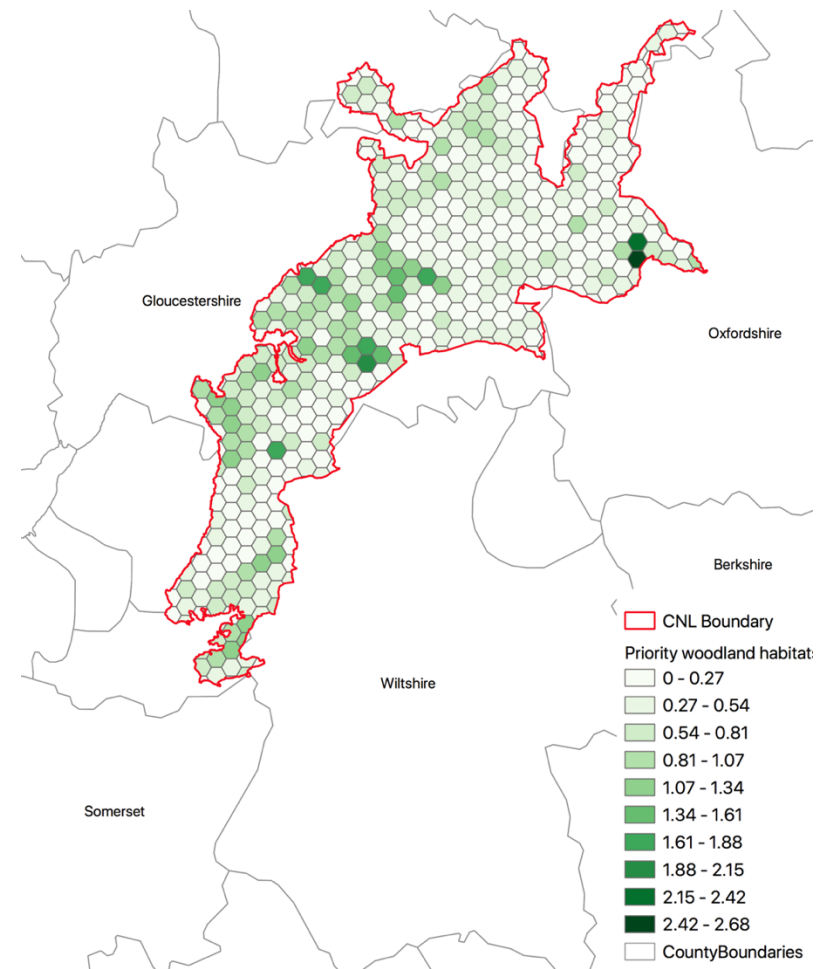 Gloucestershire
Oxfordshire
Berkshire
Wiltshire
Somerset
CNL Boundary
Priority woodland habitats
0 - 0.27
0.27 - 0.54
0.54 - 0.81
0.81 - 1.07
1.07 - 1.34
1.34 - 1.61
1.61 - 1.88
1.88 - 2.15
2.15 - 2.42
2.42 - 2.68
CountyBoundaries